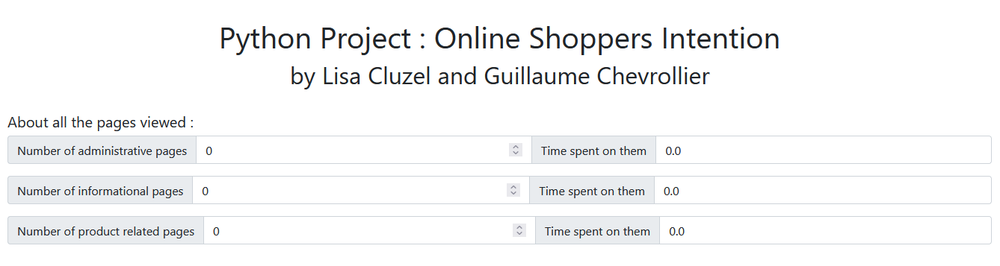 Python Project : Online Shoppers Intention
by Lisa Cluzel and Guillaume Chevrollier
About all the pages viewed :
Number of administrative pages 0 Time spent on them 0.0
Number of informational pages 0 Time spent on them 0.0
Number of product related pages 0 Time spent on them 0.0